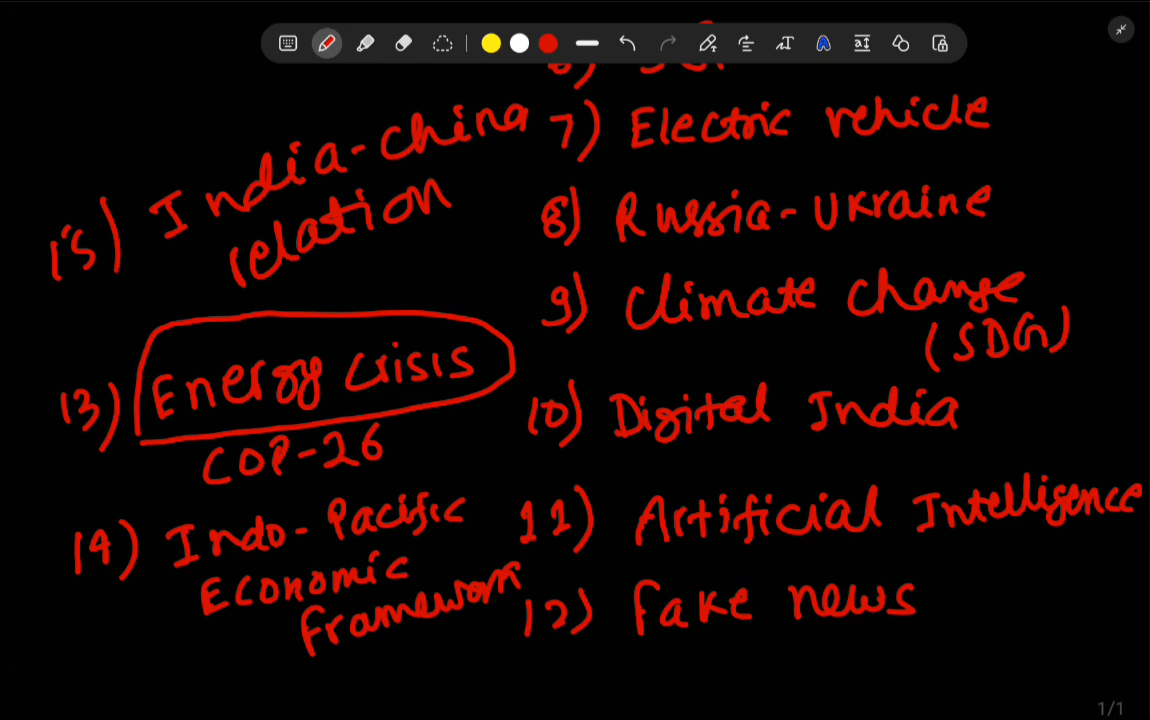 7) Electric vehicle
8) Russia-Ukraine
9) Climate change
(SDG)
10) Digital India
11) Artificial Intelligence
12) Fake news
15) India-china
relation
13) Energy crisis
COP-26
14) Indo-Pacific
Economic
Framework
1/1